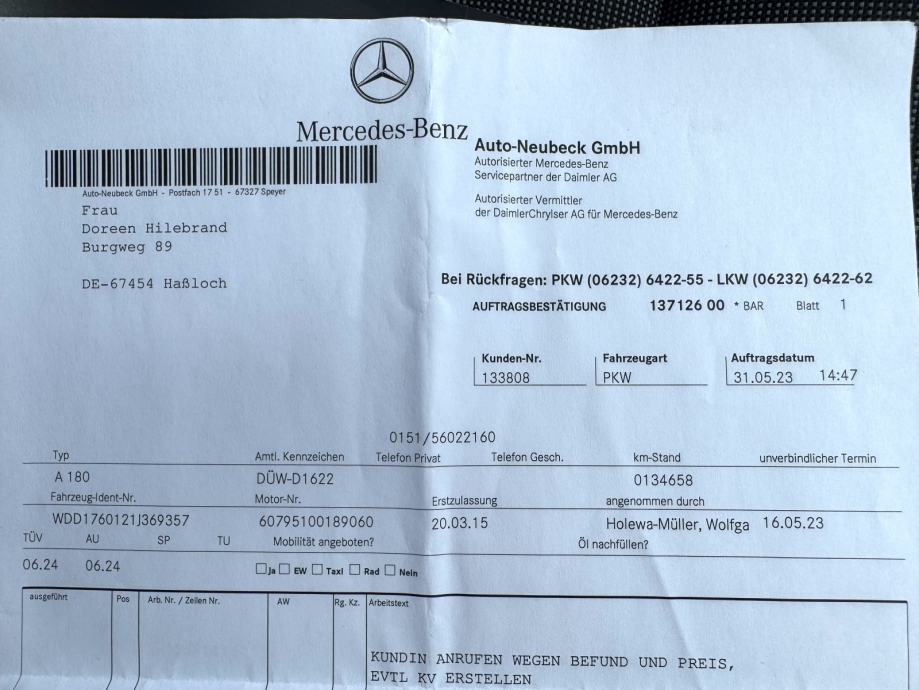 Mercedes-Benz
Auto-Neubeck GmbH
Autorisierter Mercedes-Benz
Servicepartner der Daimler AG
Autorisierter Vermittler
der DaimlerChrylser AG für Mercedes-Benz
Auto-Neubeck GmbH - Postfach 17 51 - 67327 Speyer
Frau
Doreen Hilebrand
Burgweg 89
DE-67454 Haßloch
Bei Rückfragen: PKW (06232) 6422-55 - LKW (06232) 6422-62
AUFTRAGSBESTÄTIGUNG 137126 00 * BAR Blatt 1
Kunden-Nr. Fahrzeugart Auftragsdatum
133808 PKW 31.05.23 14:47
0151/56022160
Typ Amtl. Kennzeichen Telefon Privat Telefon Gesch. km-Stand unverbindlicher Termin
A 180 DÜW-D1622 0134658
Fahrzeug-Ident-Nr. Motor-Nr. Erstzulassung angenommen durch
WDD1760121J369357 60795100189060 20.03.15 Holewa-Müller, Wolfga 16.05.23
TÜV AU SP TU Mobilität angeboten? Öl nachfüllen?
06.24 06.24 Ja EW Taxi Rad Nein
ausgeführt Pos Arb. Nr. / Zeilen Nr. AW Rg. Kz. Arbeitstext
KUNDIN ANRUFEN WEGEN BEFUND UND PREIS,
EVTL KV ERSTELLEN